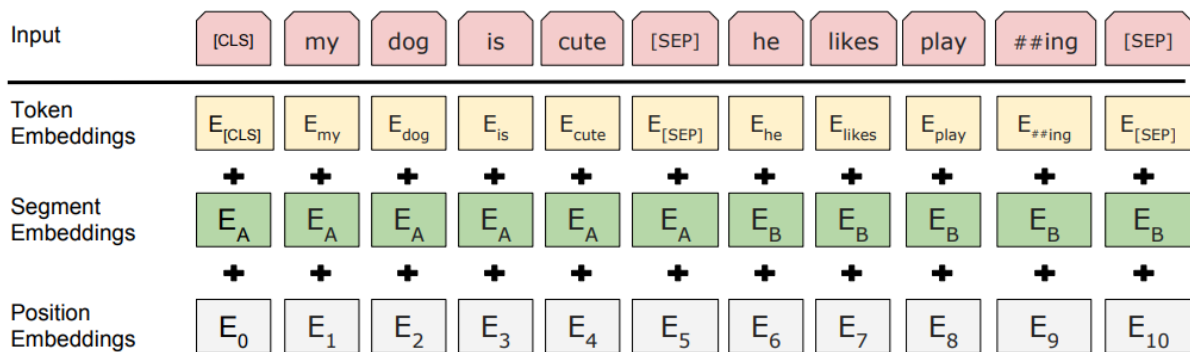 Input [CLS] my dog is cute [SEP] he likes play ##ing [SEP]
Token Embeddings E[CLS] Emy Edog Eis Ecute E[SEP] Ehe Elikes Eplay E##ing E[SEP]
+ + + + + + + + + + +
Segment Embeddings EA EA EA EA EA EA EB EB EB EB EB
+ + + + + + + + + + +
Position Embeddings E0 E1 E2 E3 E4 E5 E6 E7 E8 E9 E10